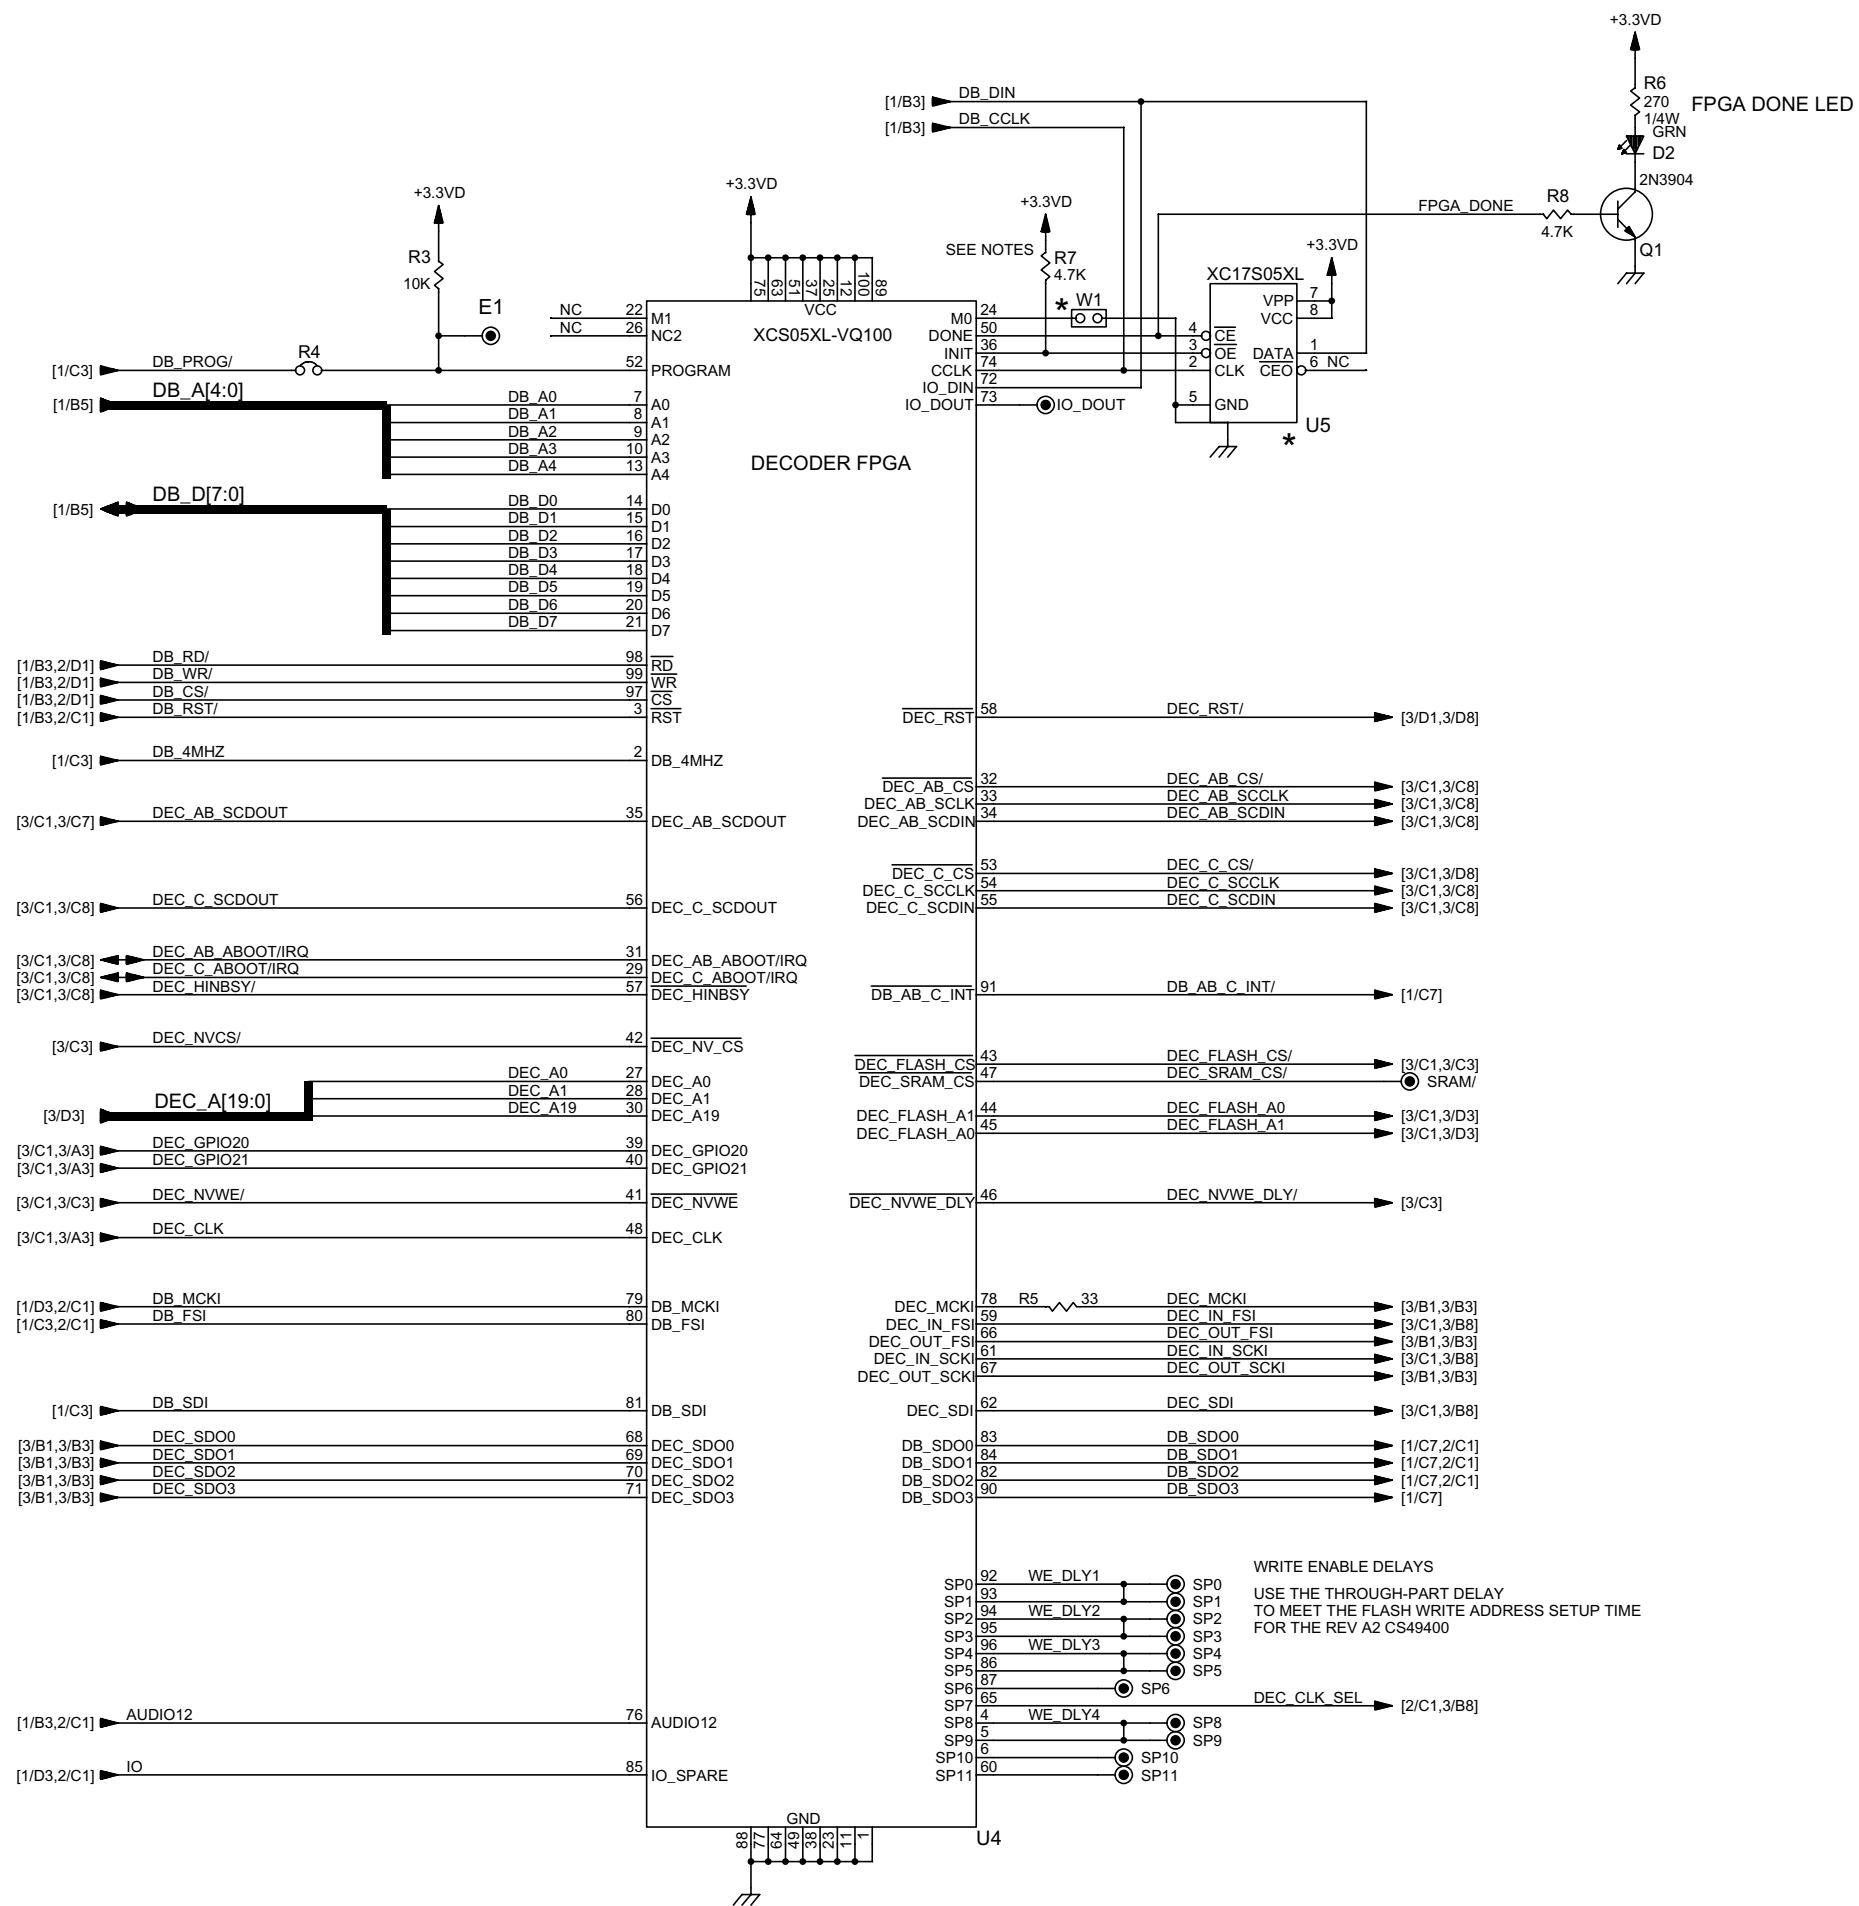 +3.3VD
R6
270
1/4W
GRN
D2
FPGA DONE LED
2N3904
Q1
R8
4.7K
FPGA_DONE
[1/B3] DB_DIN
[1/B3] DB_CCLK
+3.3VD
R3
10K
E1
+3.3VD
75 63 51 37 25 12 100 89
VCC
XCS05XL-VQ100
+3.3VD
SEE NOTES
R7
4.7K
* W1
+3.3VD
XC17S05XL
VPP 7
VCC 8
4 CE
3 OE
DATA 1
2 CLK
CEO 6 NC
5 GND
U5
*
NC 22 M1
NC 26 NC2
[1/C3] DB_PROG/ R4 52 PROGRAM
M0 24
DONE 50
INIT 36
CCLK 74
IO_DIN 72
IO_DOUT 73 IO_DOUT
DECODER FPGA
[1/B5] DB_A[4:0]
DB_A0 7 A0
DB_A1 8 A1
DB_A2 9 A2
DB_A3 10 A3
DB_A4 13 A4
[1/B5] DB_D[7:0]
DB_D0 14 D0
DB_D1 15 D1
DB_D2 16 D2
DB_D3 17 D3
DB_D4 18 D4
DB_D5 19 D5
DB_D6 20 D6
DB_D7 21 D7
[1/B3,2/D1] DB_RD/ 98 RD
[1/B3,2/D1] DB_WR/ 99 WR
[1/B3,2/D1] DB_CS/ 97 CS
[1/B3,2/C1] DB_RST/ 3 RST
DEC_RST 58 DEC_RST/ [3/D1,3/D8]
[1/C3] DB_4MHZ 2 DB_4MHZ
DEC_AB_CS 32 DEC_AB_CS/ [3/C1,3/C8]
DEC_AB_SCLK 33 DEC_AB_SCCLK [3/C1,3/C8]
[3/C1,3/C7] DEC_AB_SCDOUT 35 DEC_AB_SCDOUT
DEC_AB_SCDIN 34 DEC_AB_SCDIN [3/C1,3/C8]
DEC_C_CS 53 DEC_C_CS/ [3/C1,3/D8]
DEC_C_SCCLK 54 DEC_C_SCCLK [3/C1,3/C8]
[3/C1,3/C8] DEC_C_SCDOUT 56 DEC_C_SCDOUT
DEC_C_SCDIN 55 DEC_C_SCDIN [3/C1,3/C8]
[3/C1,3/C8] DEC_AB_ABOOT/IRQ 31 DEC_AB_ABOOT/IRQ
[3/C1,3/C8] DEC_C_ABOOT/IRQ 29 DEC_C_ABOOT/IRQ
[3/C1,3/C8] DEC_HINBSY/ 57 DEC_HINBSY
DB_AB_C_INT 91 DB_AB_C_INT/ [1/C7]
[3/C3] DEC_NVCS/ 42 DEC_NV_CS
DEC_FLASH_CS 43 DEC_FLASH_CS/ [3/C1,3/C3]
DEC_SRAM_CS 47 DEC_SRAM_CS/ SRAM/
[3/D3] DEC_A[19:0]
DEC_A0 27 DEC_A0
DEC_A1 28 DEC_A1
DEC_A19 30 DEC_A19
DEC_FLASH_A1 44 DEC_FLASH_A0 [3/C1,3/D3]
DEC_FLASH_A0 45 DEC_FLASH_A1 [3/C1,3/D3]
[3/C1,3/A3] DEC_GPIO20 39 DEC_GPIO20
[3/C1,3/A3] DEC_GPIO21 40 DEC_GPIO21
[3/C1,3/C3] DEC_NVWE/ 41 DEC_NVWE
DEC_NVWE_DLY 46 DEC_NVWE_DLY/ [3/C3]
[3/C1,3/A3] DEC_CLK 48 DEC_CLK
[1/D3,2/C1] DB_MCKI 79 DB_MCKI
[1/C3,2/C1] DB_FSI 80 DB_FSI
DEC_MCKI 78 R5 33 DEC_MCKI [3/B1,3/B3]
DEC_IN_FSI 59 DEC_IN_FSI [3/C1,3/B8]
DEC_OUT_FSI 66 DEC_OUT_FSI [3/B1,3/B3]
DEC_IN_SCKI 61 DEC_IN_SCKI [3/C1,3/B8]
DEC_OUT_SCKI 67 DEC_OUT_SCKI [3/B1,3/B3]
[1/C3] DB_SDI 81 DB_SDI
DEC_SDI 62 DEC_SDI [3/C1,3/B8]
[3/B1,3/B3] DEC_SDO0 68 DEC_SDO0
[3/B1,3/B3] DEC_SDO1 69 DEC_SDO1
[3/B1,3/B3] DEC_SDO2 70 DEC_SDO2
[3/B1,3/B3] DEC_SDO3 71 DEC_SDO3
DB_SDO0 83 DB_SDO0 [1/C7,2/C1]
DB_SDO1 84 DB_SDO1 [1/C7,2/C1]
DB_SDO2 82 DB_SDO2 [1/C7,2/C1]
DB_SDO3 90 DB_SDO3 [1/C7]
WRITE ENABLE DELAYS
USE THE THROUGH-PART DELAY
TO MEET THE FLASH WRITE ADDRESS SETUP TIME
FOR THE REV A2 CS49400
SP0 92 WE_DLY1 SP0
SP1 93 SP1
SP2 94 WE_DLY2 SP2
SP3 95 SP3
SP4 96 WE_DLY3 SP4
SP5 86 SP5
SP6 87 SP6
SP7 65 DEC_CLK_SEL [2/C1,3/B8]
SP8 4 WE_DLY4 SP8
SP9 5 SP9
SP10 6 SP10
SP11 60 SP11
[1/B3,2/C1] AUDIO12 76 AUDIO12
[1/D3,2/C1] IO 85 IO_SPARE
GND
88 77 64 49 38 23 11 1
U4